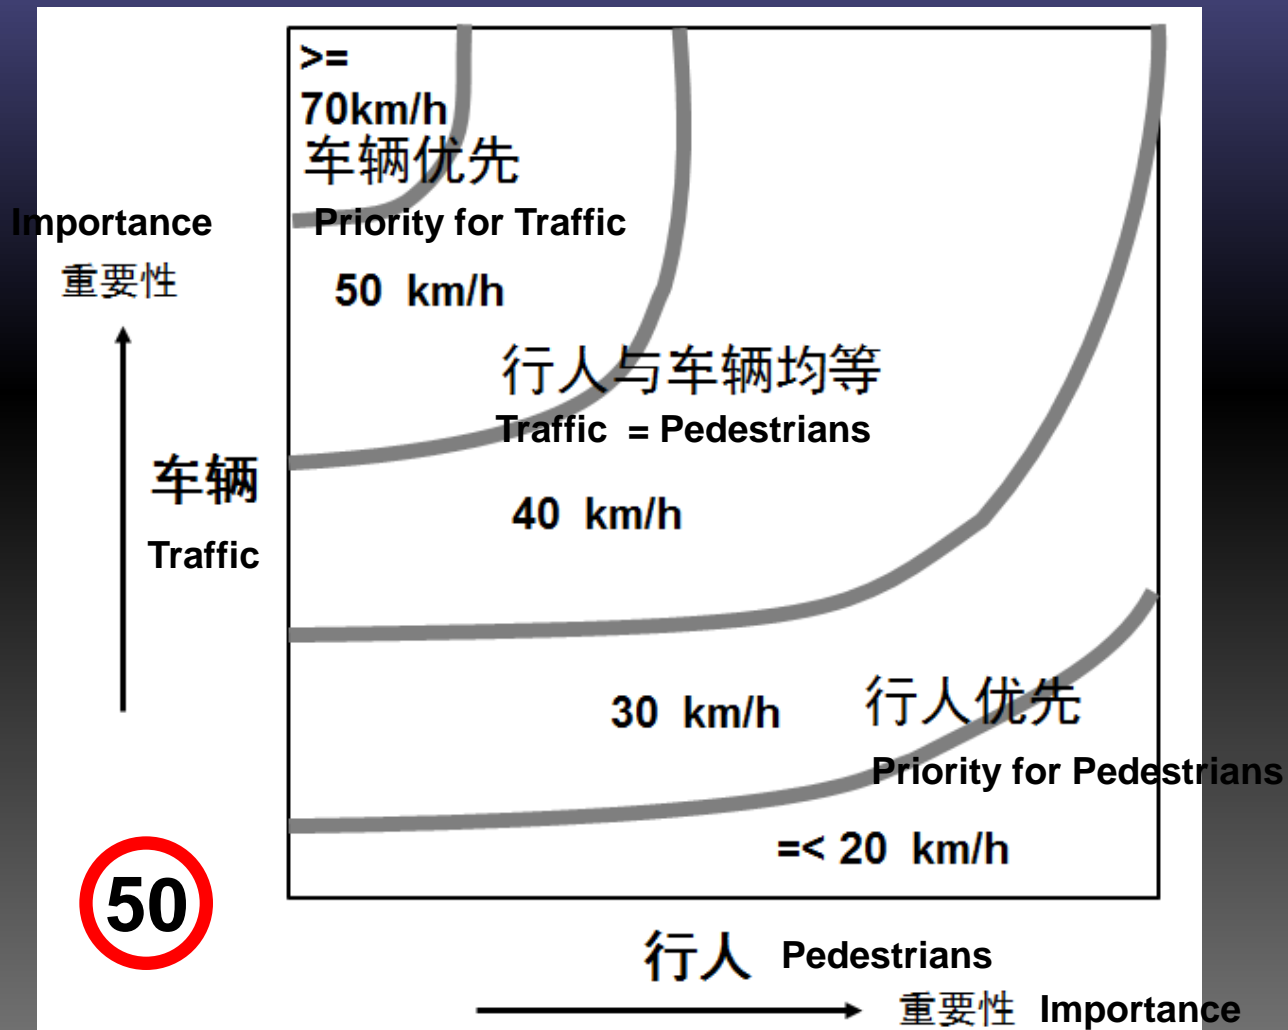 >=
70km/h
车辆优先
Importance
Priority for Traffic
重要性
50 km/h
行人与车辆均等
Traffic = Pedestrians
车辆
40 km/h
Traffic
行人优先
30 km/h
Priority for Pedestrians
=< 20 km/h
50
行人 Pedestrians
重要性 Importance